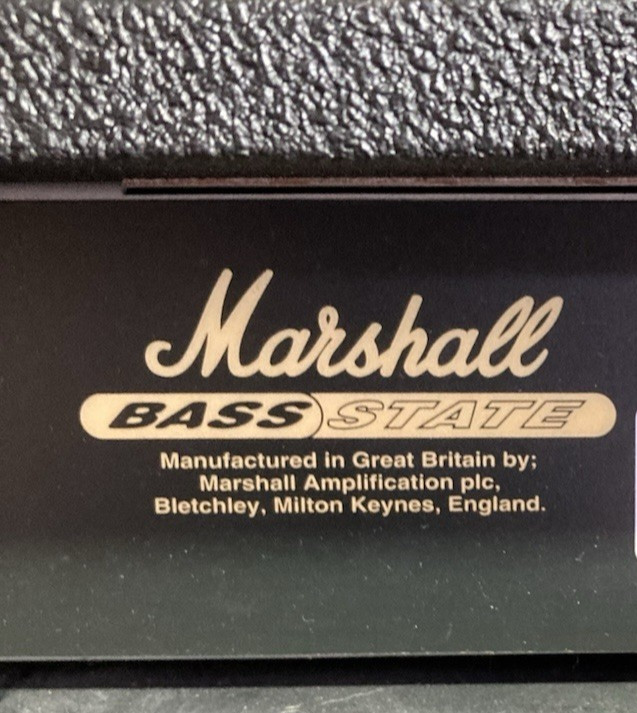 Marshall
BASS STATE
Manufactured in Great Britain by;
Marshall Amplification plc,
Bletchley, Milton Keynes, England.